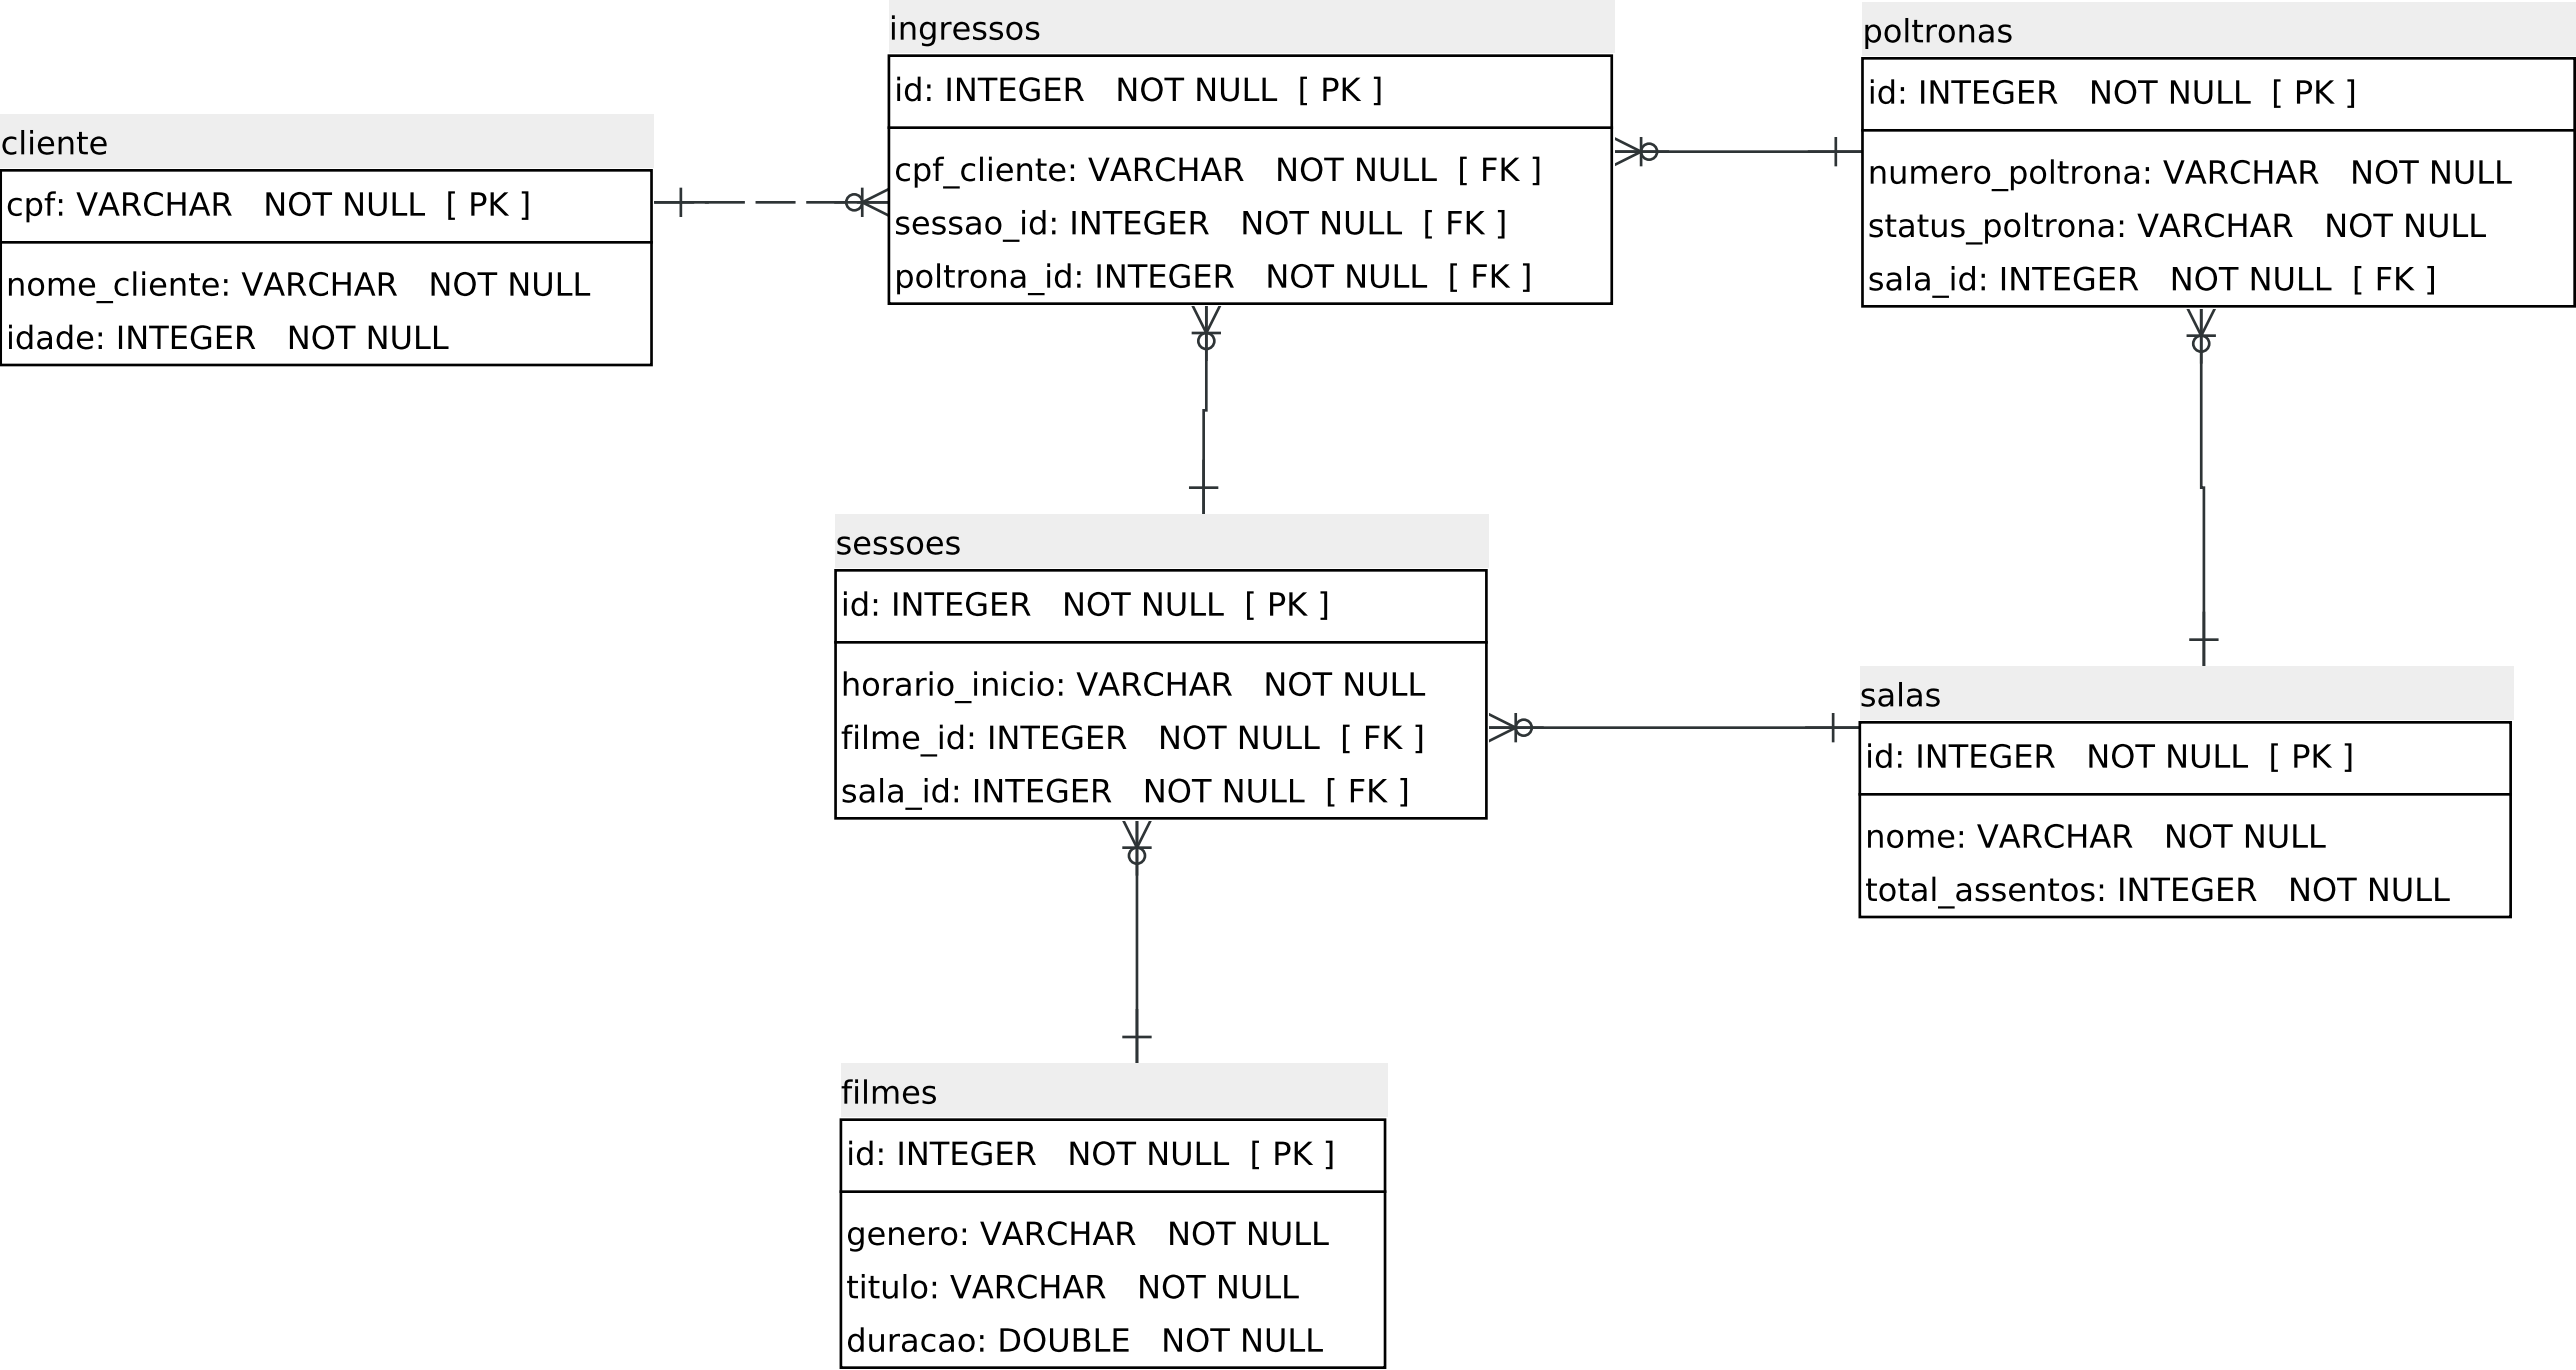 ingressos
id: INTEGER NOT NULL [ PK ]
cpf_cliente: VARCHAR NOT NULL [ FK ]
sessao_id: INTEGER NOT NULL [ FK ]
poltrona_id: INTEGER NOT NULL [ FK ]
poltronas
id: INTEGER NOT NULL [ PK ]
numero_poltrona: VARCHAR NOT NULL
status_poltrona: VARCHAR NOT NULL
sala_id: INTEGER NOT NULL [ FK ]
cliente
cpf: VARCHAR NOT NULL [ PK ]
nome_cliente: VARCHAR NOT NULL
idade: INTEGER NOT NULL
sessoes
id: INTEGER NOT NULL [ PK ]
horario_inicio: VARCHAR NOT NULL
filme_id: INTEGER NOT NULL [ FK ]
sala_id: INTEGER NOT NULL [ FK ]
salas
id: INTEGER NOT NULL [ PK ]
nome: VARCHAR NOT NULL
total_assentos: INTEGER NOT NULL
filmes
id: INTEGER NOT NULL [ PK ]
genero: VARCHAR NOT NULL
titulo: VARCHAR NOT NULL
duracao: DOUBLE NOT NULL